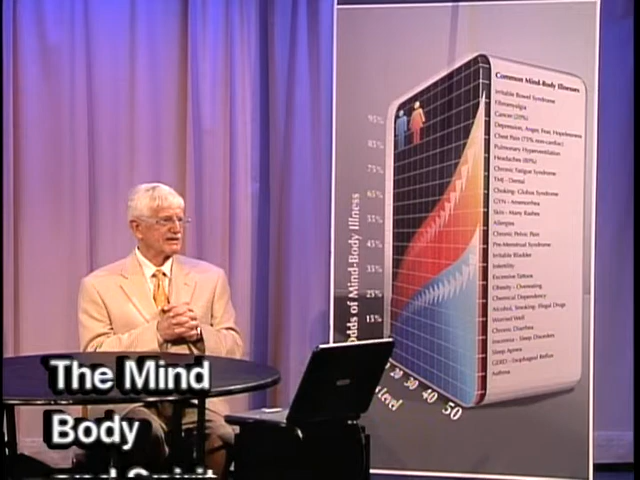 The Mind
Body
and Spirit
Common Mind-Body Illnesses
Irritable Bowel Syndrome
Fibromyalgia
Cancer (20%)
Depression, Anger, Fear, Hopelessness
Chest Pain (75% non-cardiac)
Pulmonary Hyperventilation
Headaches (80%)
Chronic Fatigue Syndrome
TMJ - Dental
Choking: Globus Syndrome
GYN - Amenorrhea
Skin - Many Rashes
Allergies
Chronic Pelvic Pain
Pre-Menstrual Syndrome
Irritable Bladder
Infertility
Excessive Tattoos
Obesity - Overeating
Chemical Dependency
Alcohol, Smoking, Illegal Drugs
Worried Well
Chronic Diarrhea
Insomnia - Sleep Disorders
Sleep Apnea
GERD - Esophageal Reflux
Asthma
Odds of Mind-Body Illness
95%
85%
75%
65%
55%
45%
35%
25%
15%
20 30 40 50
Level